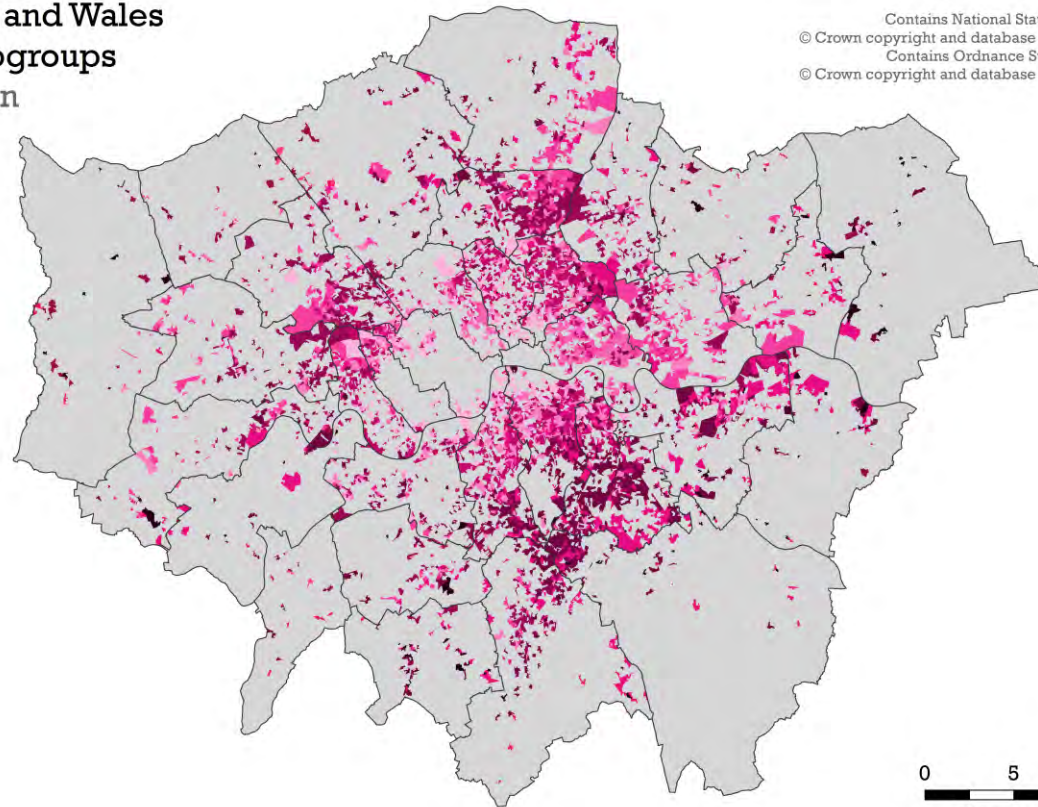 and Wales
ogroups
n
Contains National Sta
© Crown copyright and database
Contains Ordnance S
© Crown copyright and database
0 5